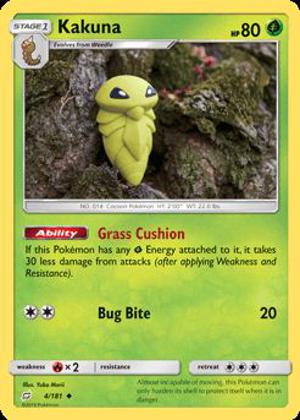 STAGE 1 Kakuna HP 80
Evolves from Weedle
NO. 014 Cocoon Pokémon HT: 2'00" WT: 22.0 lbs.
Ability Grass Cushion
If this Pokémon has any Energy attached to it, it takes
30 less damage from attacks (after applying Weakness and
Resistance).
Bug Bite 20
weakness ×2 resistance retreat
Illus. Yuka Morii
4/181
Almost incapable of moving, this Pokémon
can only harden its shell to protect itself when it is in
danger.